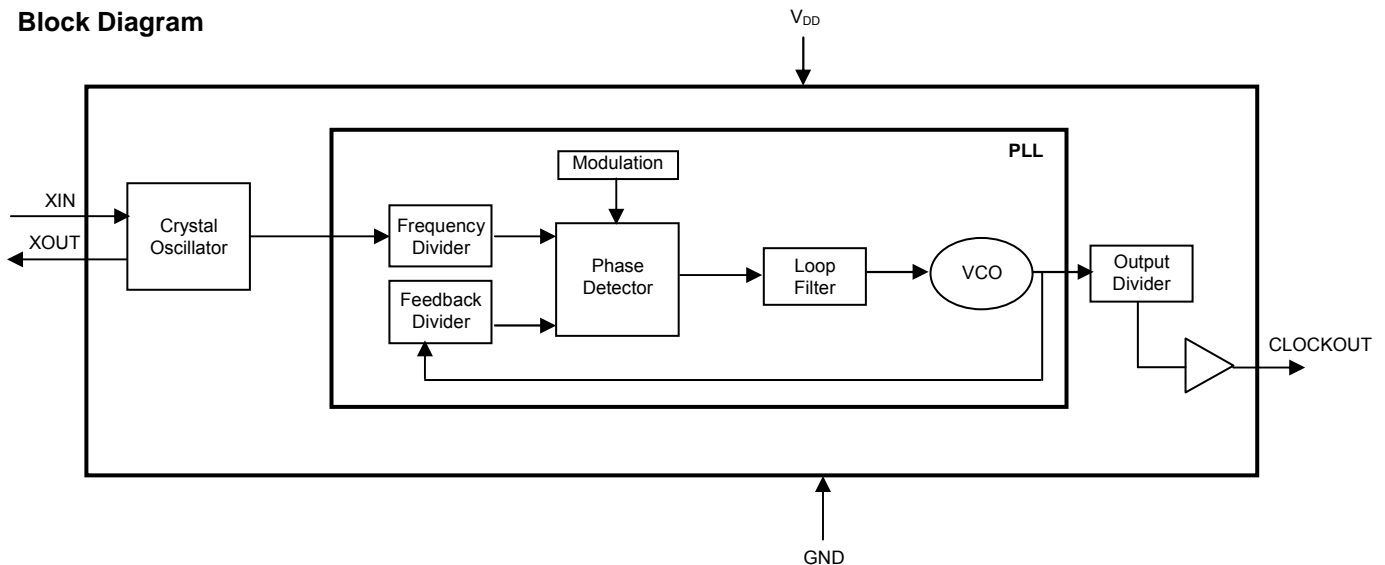 Block Diagram
VDD
PLL
Modulation
XIN
XOUT
Crystal
Oscillator
Frequency
Divider
Feedback
Divider
Phase
Detector
Loop
Filter
VCO
Output
Divider
CLOCKOUT
GND